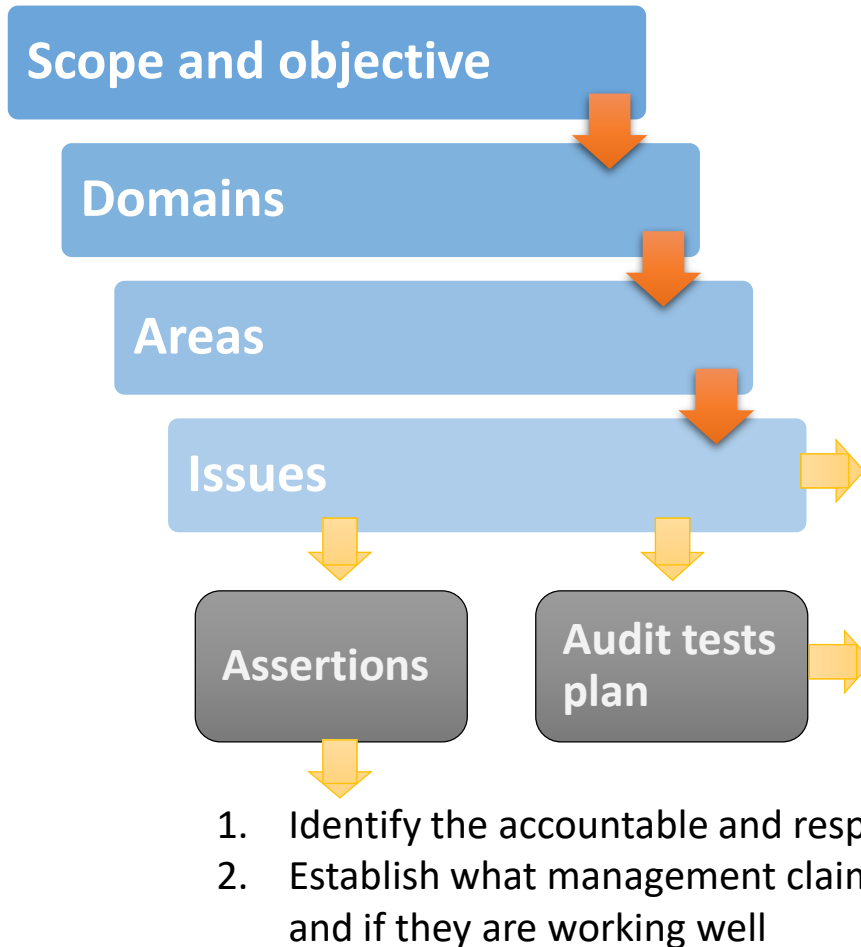 Scope and objective
Domains
Areas
Issues
Assertions
Audit tests
plan
1. Identify the accountable and
2. Establish what management
and if they are working well